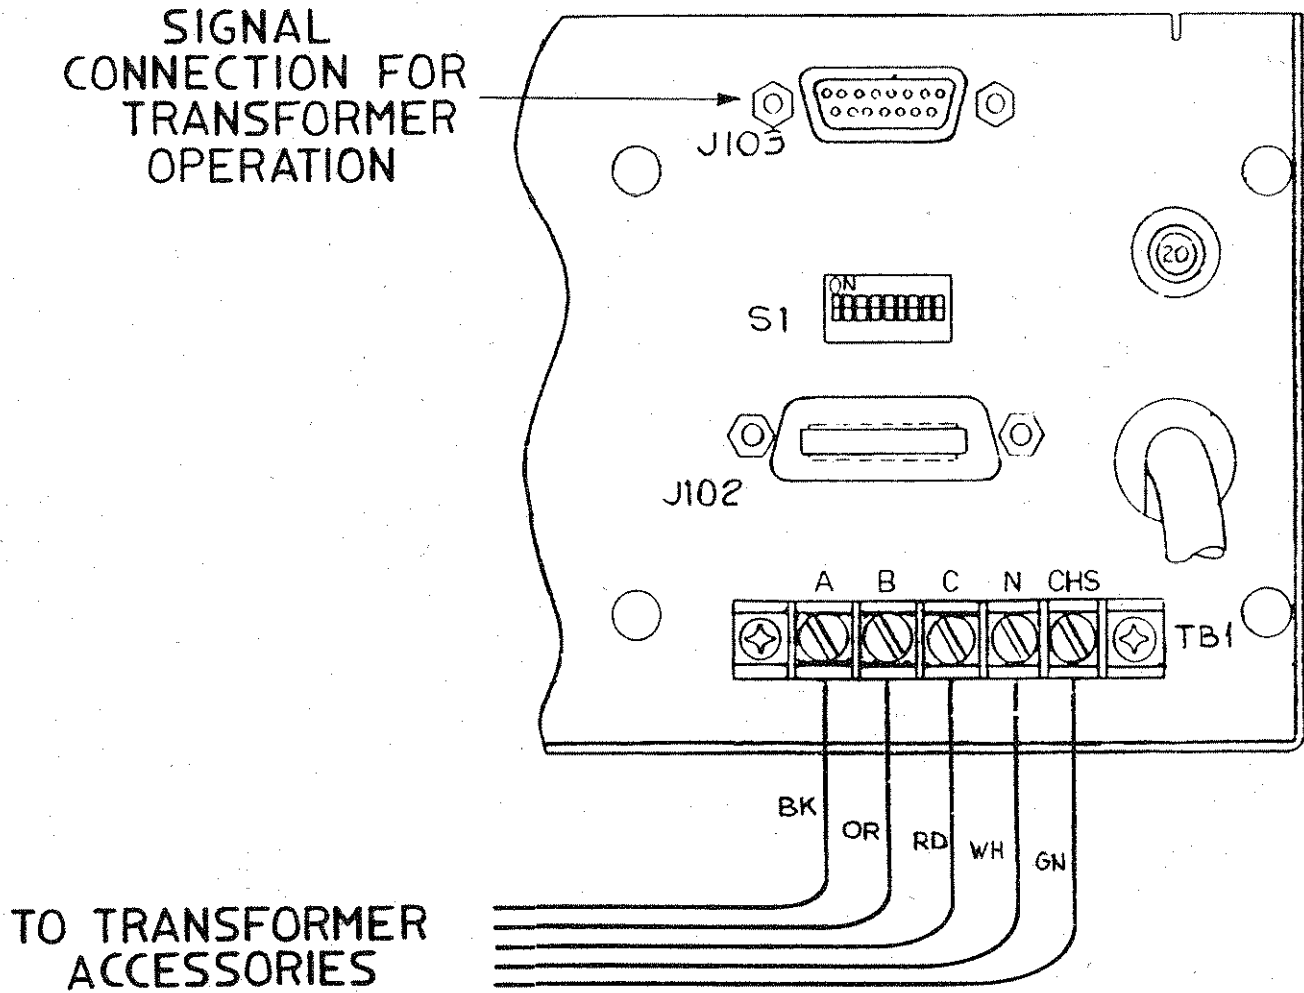 SIGNAL
CONNECTION FOR
TRANSFORMER
OPERATION
J103
20
ON
S1
J102
A B C N CHS
TB1
BK
OR
RD
WH
GN
TO TRANSFORMER
ACCESSORIES